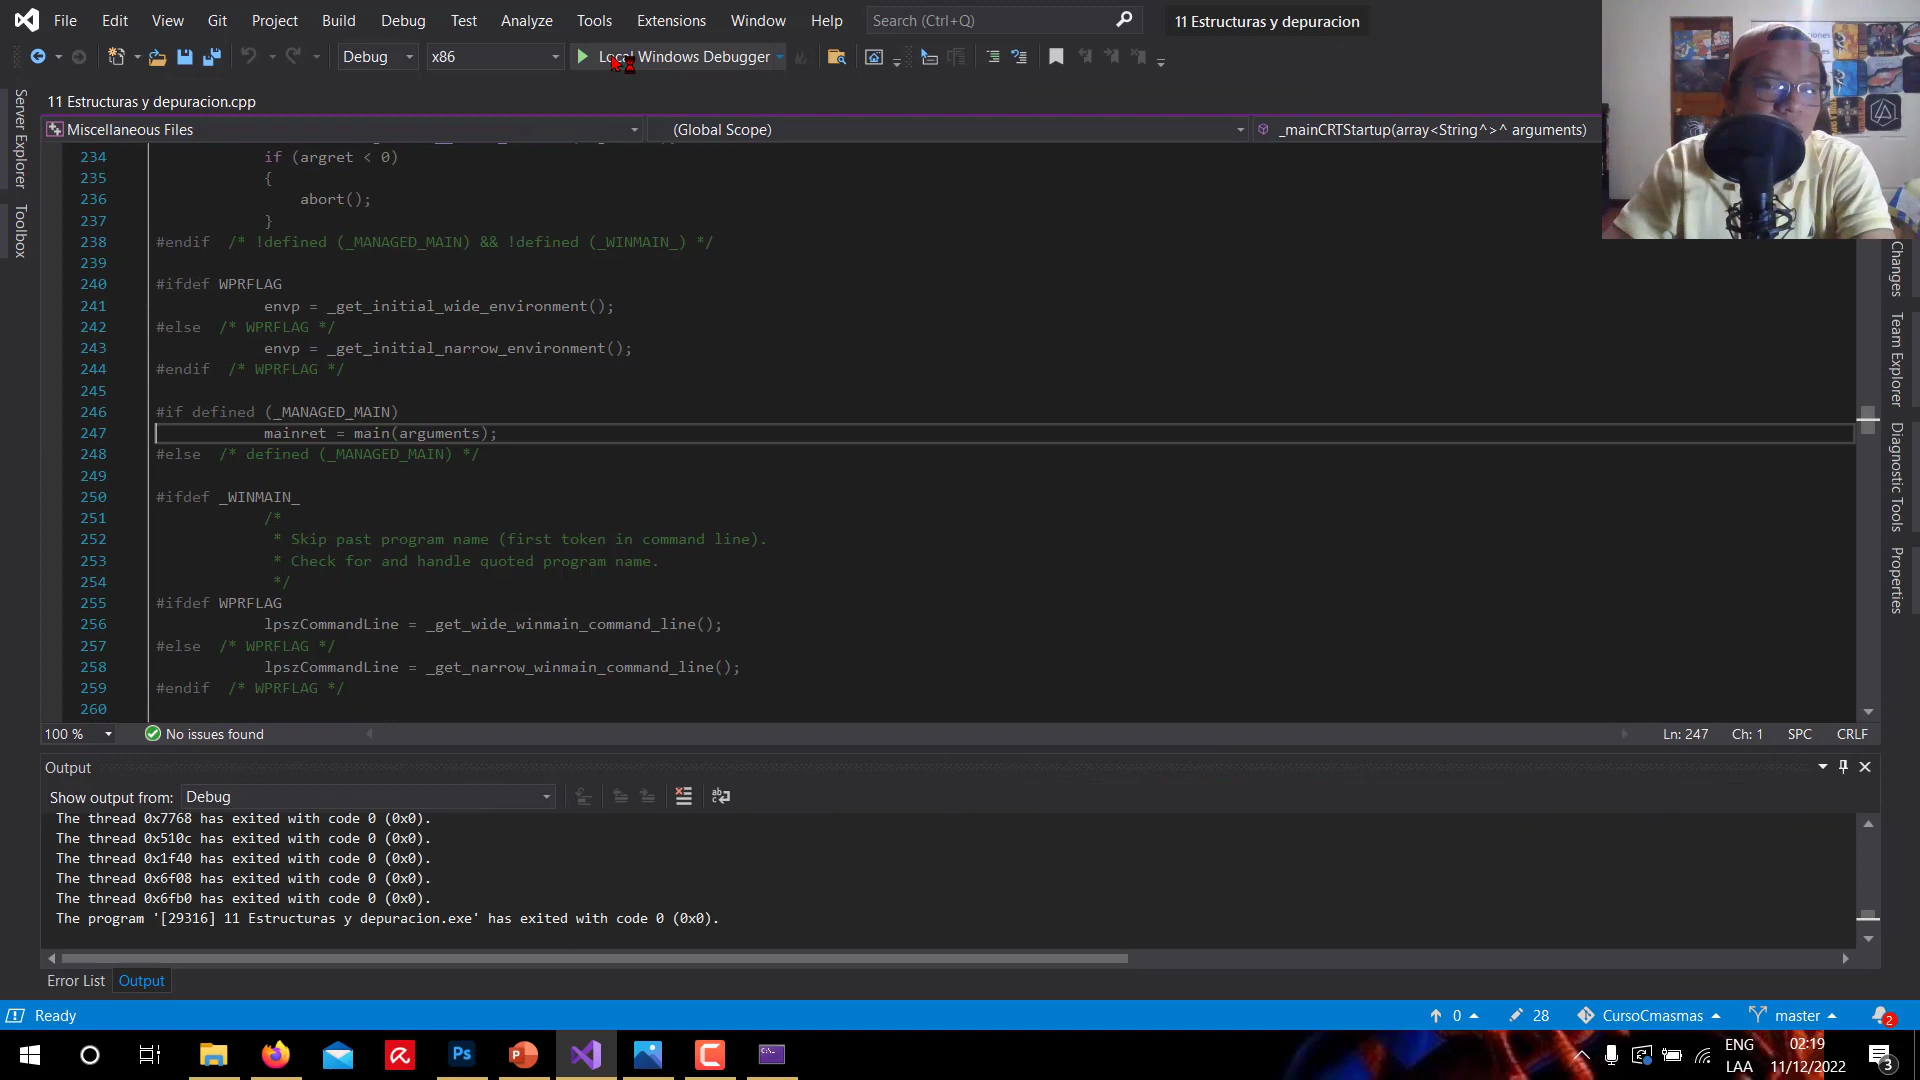 File Edit View Git Project Build Debug Test Analyze Tools Extensions Window Help Search (Ctrl+Q) 11 Estructuras y depuracion
Debug x86 Local Windows Debugger
11 Estructuras y depuracion.cpp
Miscellaneous Files (Global Scope) _mainCRTStartup(array<String^>^ arguments)
Server Explorer
Toolbox
234 if (argret < 0)
235 {
236 abort();
237 }
238 #endif /* !defined (_MANAGED_MAIN) && !defined (_WINMAIN_) */
239
240 #ifdef WPRFLAG
241 envp = _get_initial_wide_environment();
242 #else /* WPRFLAG */
243 envp = _get_initial_narrow_environment();
244 #endif /* WPRFLAG */
245
246 #if defined (_MANAGED_MAIN)
247 mainret = main(arguments);
248 #else /* defined (_MANAGED_MAIN) */
249
250 #ifdef _WINMAIN_
251 /*
252 * Skip past program name (first token in command line).
253 * Check for and handle quoted program name.
254 */
255 #ifdef WPRFLAG
256 lpszCommandLine = _get_wide_winmain_command_line();
257 #else /* WPRFLAG */
258 lpszCommandLine = _get_narrow_winmain_command_line();
259 #endif /* WPRFLAG */
260
Changes
Team Explorer
Diagnostic Tools
Properties
100 % No issues found Ln: 247 Ch: 1 SPC CRLF
Output
Show output from: Debug
The thread 0x7768 has exited with code 0 (0x0).
The thread 0x510c has exited with code 0 (0x0).
The thread 0x1f40 has exited with code 0 (0x0).
The thread 0x6f08 has exited with code 0 (0x0).
The thread 0x6fb0 has exited with code 0 (0x0).
The program '[29316] 11 Estructuras y depuracion.exe' has exited with code 0 (0x0).
Error List Output
Ready 0 28 CursoCmasmas master 2
Ps ENG 02:19
LAA 11/12/2022 3